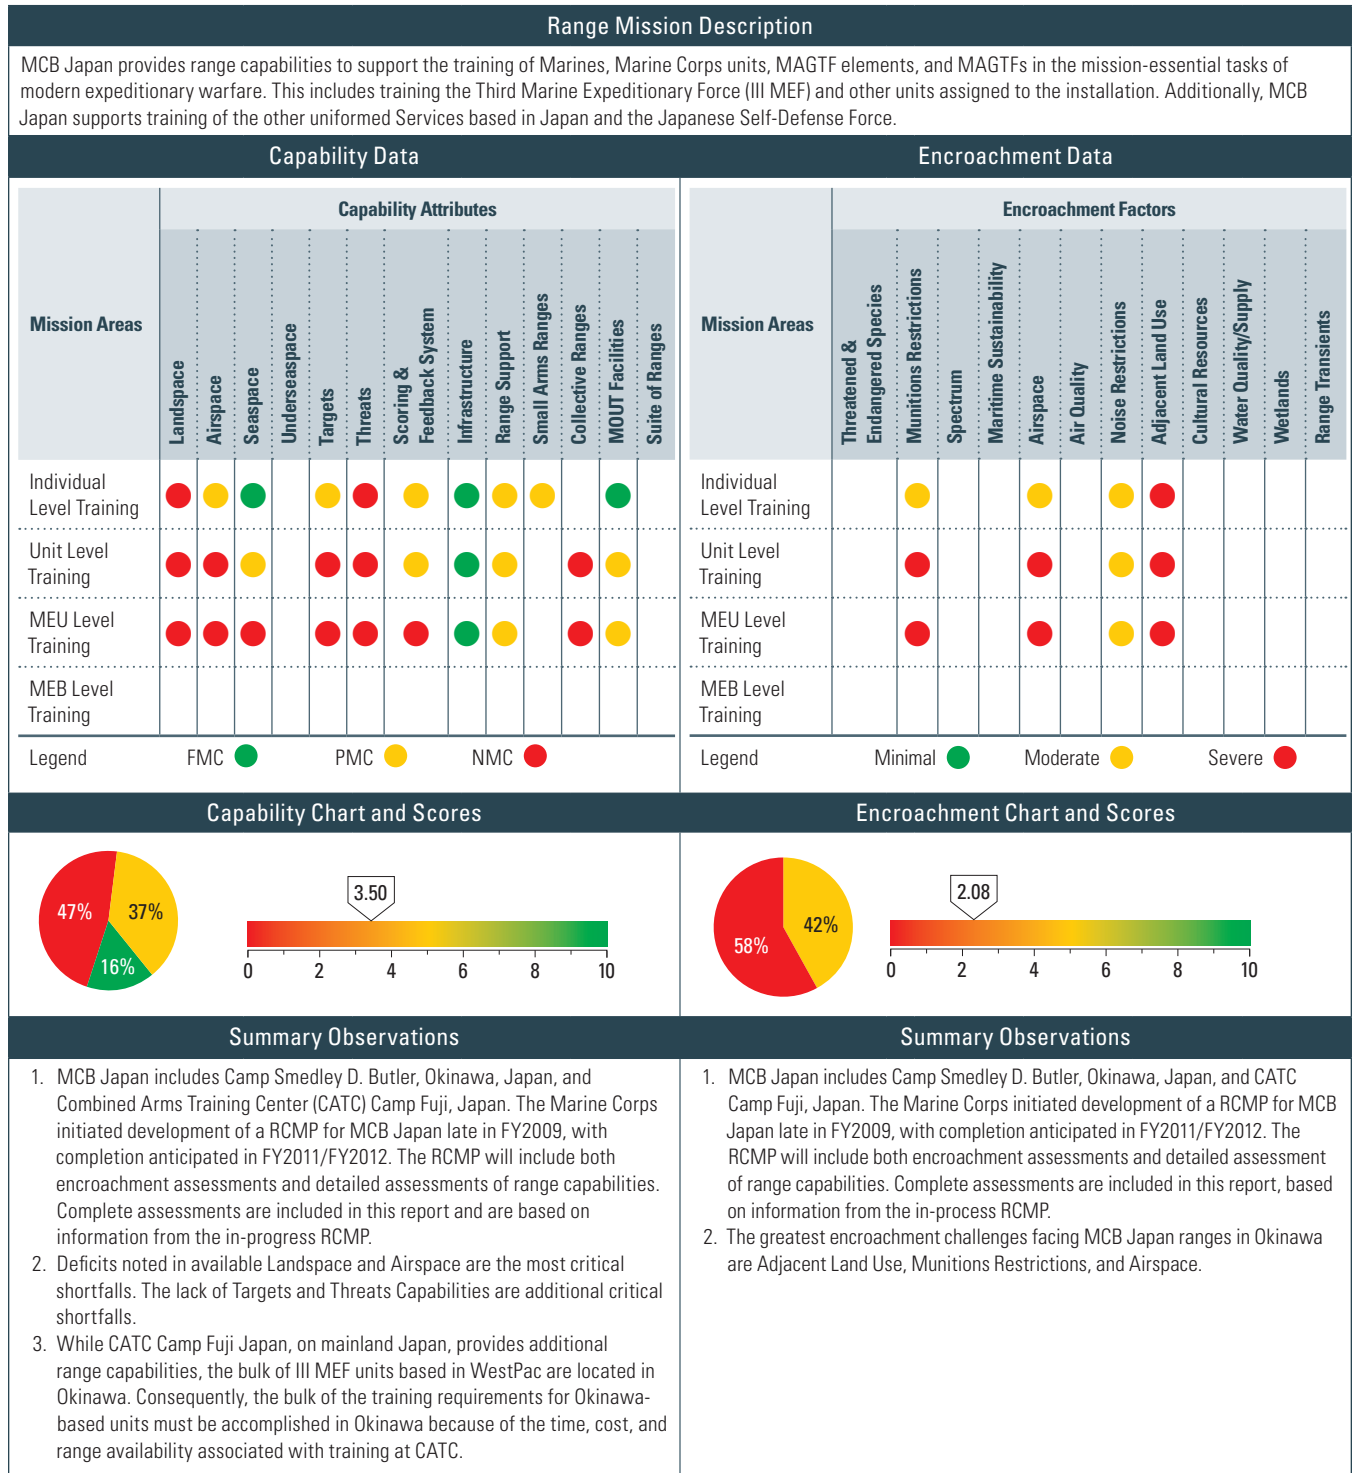 Range Mission Description
MCB Japan provides range capabilities to support the training of Marines, Marine Corps units, MAGTF elements, and MAGTFs in the mission-essential tasks of
modern expeditionary warfare. This includes training the Third Marine Expeditionary Force (III MEF) and other units assigned to the installation. Additionally, MCB
Japan supports training of the other uniformed Services based in Japan and the Japanese Self-Defense Force.
Capability Data
Mission Areas
Capability Attributes
Landspace
Airspace
Seaspace
Underseaspace
Targets
Threats
Scoring &
Feedback System
Infrastructure
Range Support
Small Arms Ranges
Collective Ranges
MOUT Facilities
Suite of Ranges
Individual
Level Training
Unit Level
Training
MEU Level
Training
MEB Level
Training
Legend FMC PMC NMC
Encroachment Data
Mission Areas
Encroachment Factors
Threatened &
Endangered Species
Munitions Restrictions
Spectrum
Maritime Sustainability
Airspace
Air Quality
Noise Restrictions
Adjacent Land Use
Cultural Resources
Water Quality/Supply
Wetlands
Range Transients
Individual
Level Training
Unit Level
Training
MEU Level
Training
MEB Level
Training
Legend Minimal Moderate Severe
Capability Chart and Scores
47% 37%
16%
3.50
0 2 4 6 8 10
Encroachment Chart and Scores
42%
58%
2.08
0 2 4 6 8 10
Summary Observations
1. MCB Japan includes Camp Smedley D. Butler, Okinawa, Japan, and
Combined Arms Training Center (CATC) Camp Fuji, Japan. The Marine Corps
initiated development of a RCMP for MCB Japan late in FY2009, with
completion anticipated in FY2011/FY2012. The RCMP will include both
encroachment assessments and detailed assessments of range capabilities.
Complete assessments are included in this report and are based on
information from the in-progress RCMP.
2. Deficits noted in available Landspace and Airspace are the most critical
shortfalls. The lack of Targets and Threats Capabilities are additional critical
shortfalls.
3. While CATC Camp Fuji Japan, on mainland Japan, provides additional
range capabilities, the bulk of III MEF units based in WestPac are located in
Okinawa. Consequently, the bulk of the training requirements for Okinawa-
based units must be accomplished in Okinawa because of the time, cost, and
range availability associated with training at CATC.
Summary Observations
1. MCB Japan includes Camp Smedley D. Butler, Okinawa, Japan, and CATC
Camp Fuji, Japan. The Marine Corps initiated development of a RCMP for MCB
Japan late in FY2009, with completion anticipated in FY2011/FY2012. The
RCMP will include both encroachment assessments and detailed assessment
of range capabilities. Complete assessments are included in this report, based
on information from the in-process RCMP.
2. The greatest encroachment challenges facing MCB Japan ranges in Okinawa
are Adjacent Land Use, Munitions Restrictions, and Airspace.